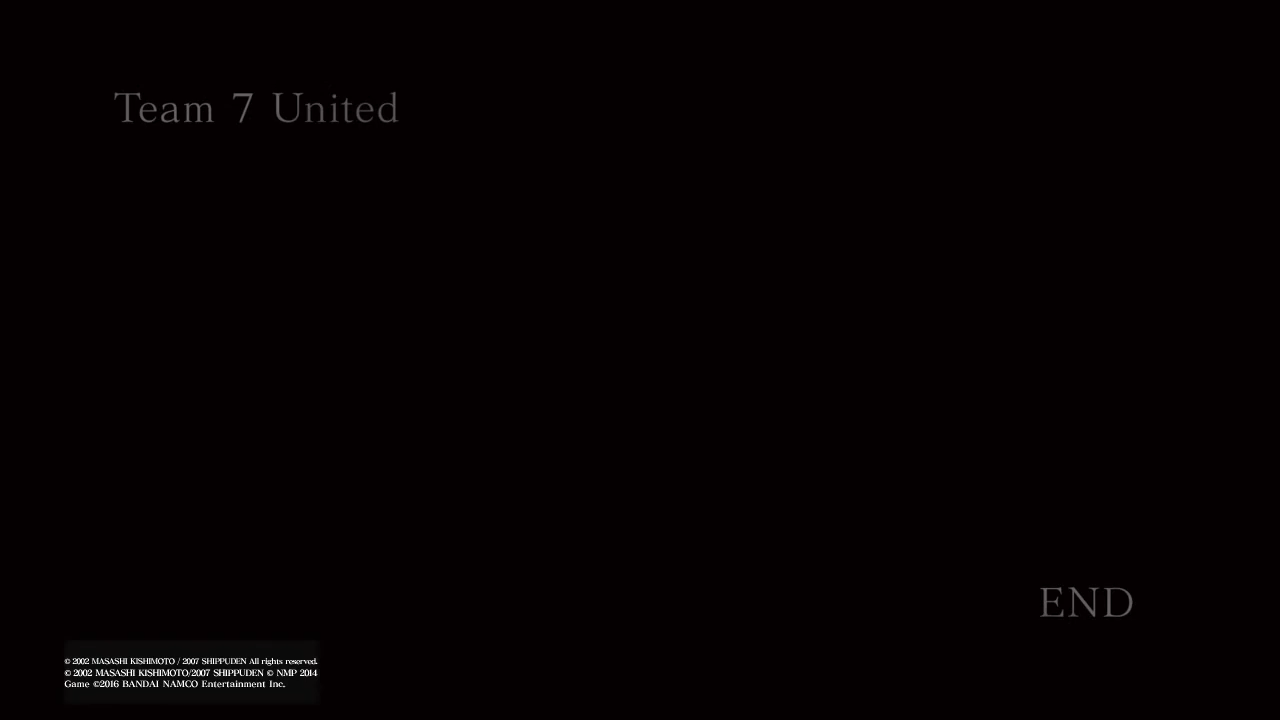 Team 7 United
END
© 2002 MASASHI KISHIMOTO / 2007 SHIPPUDEN All rights reserved.
© 2002 MASASHI KISHIMOTO/2007 SHIPPUDEN © NMP 2014
Game ©2016 BANDAI NAMCO Entertainment Inc.